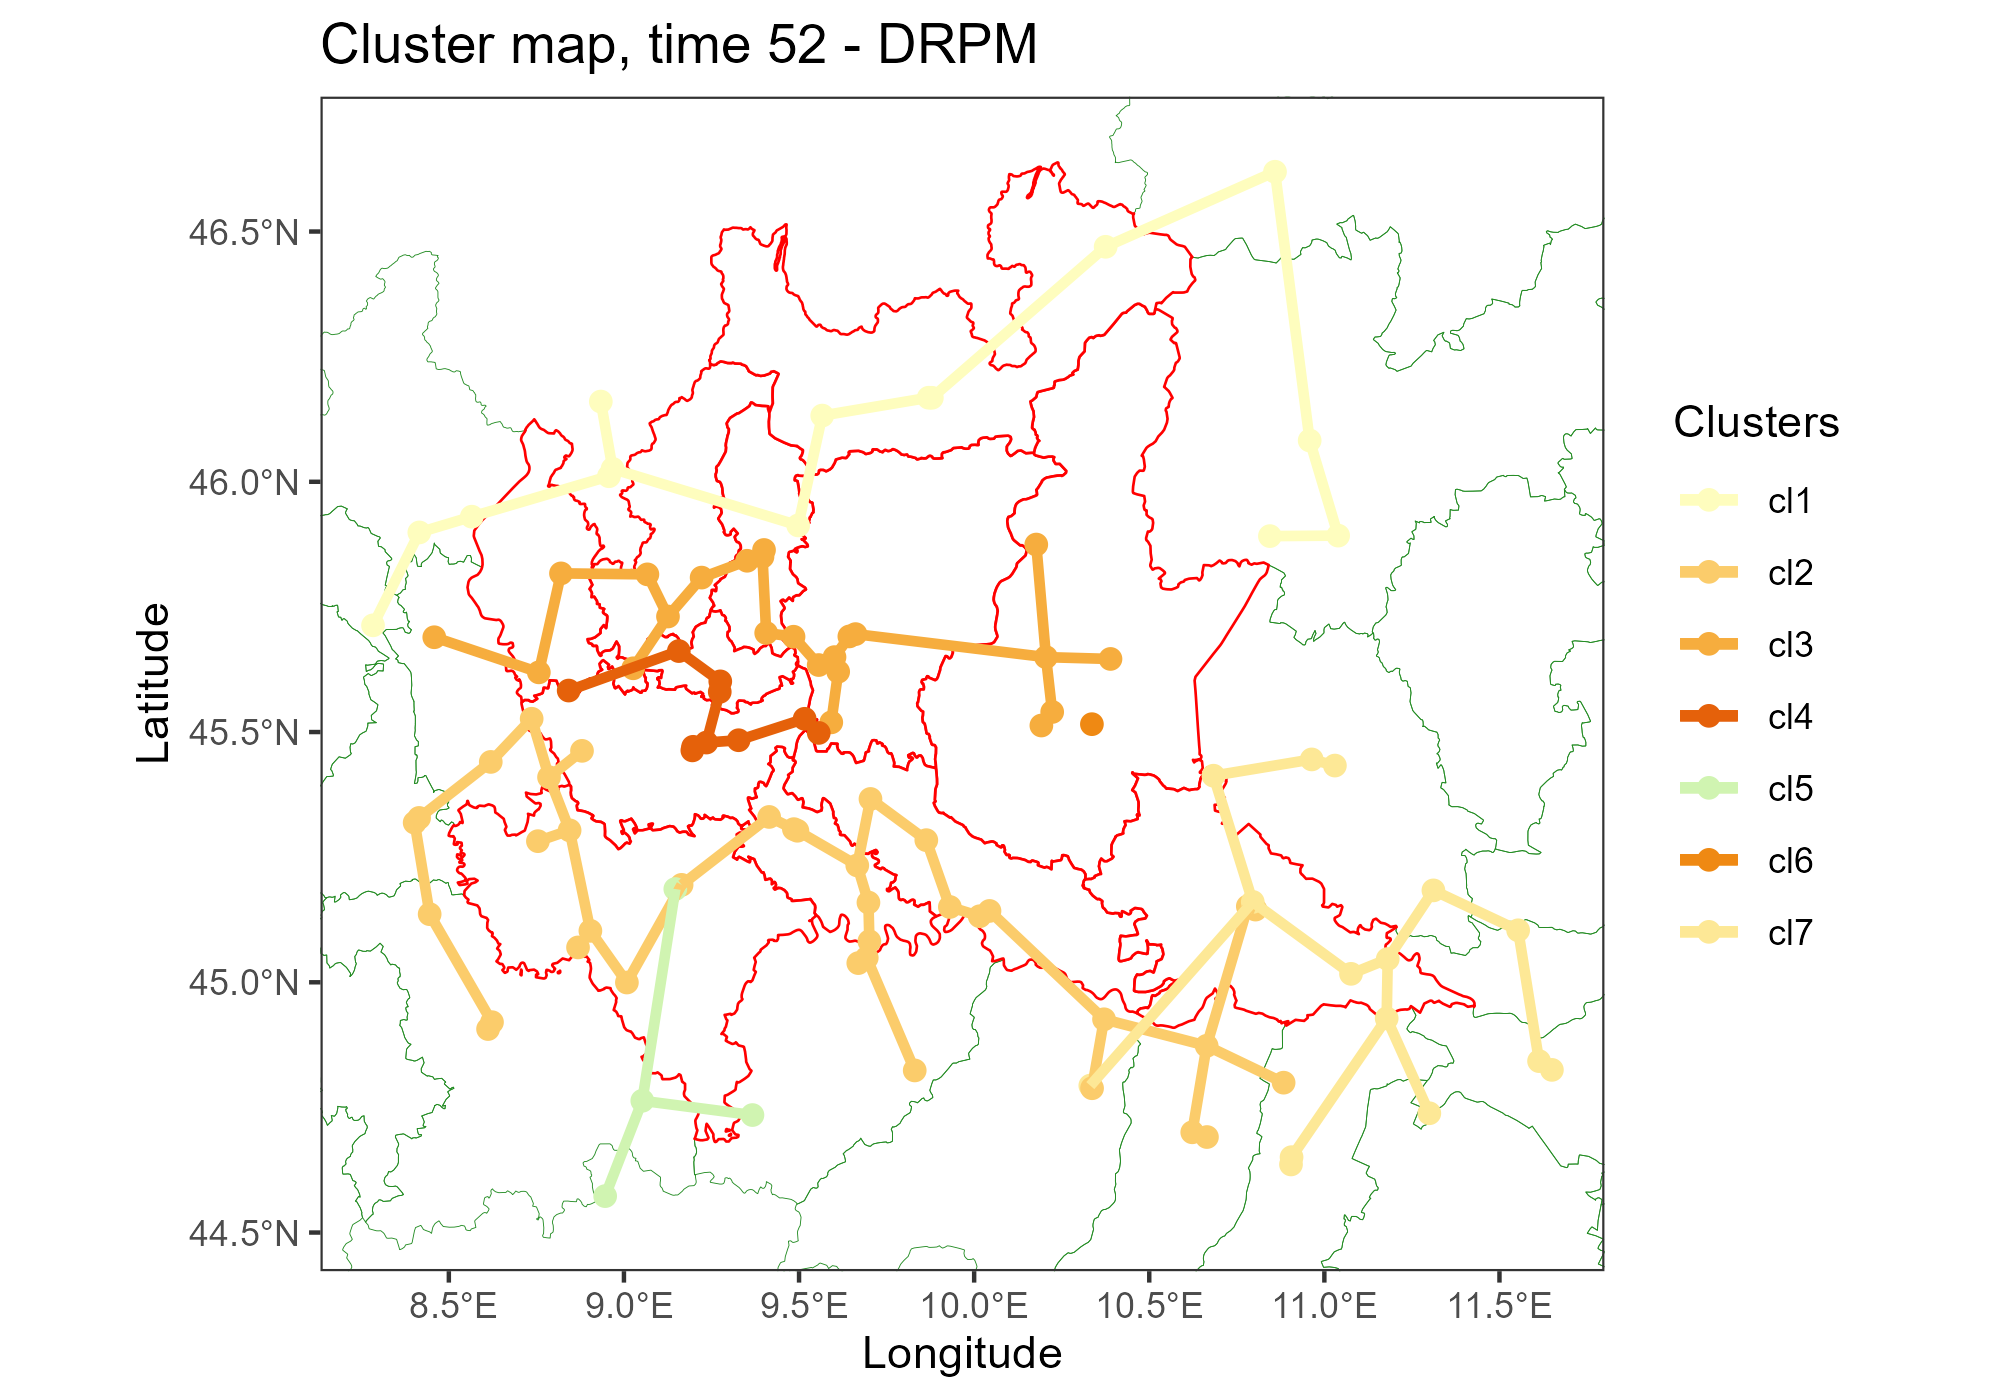 Cluster map, time 52 - DRPM
46.5°N
46.0°N
45.5°N
45.0°N
44.5°N
Latitude
8.5°E
9.0°E
9.5°E
10.0°E
10.5°E
11.0°E
11.5°E
Longitude
Clusters
cl1
cl2
cl3
cl4
cl5
cl6
cl7